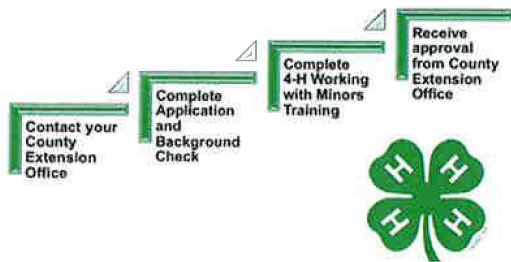 Contact your
County
Extension
Office
Complete
Application
and
Background
Check
Complete
4-H Working
with Minors
Training
Receive
approval
from County
Extension
Office
H H
H H